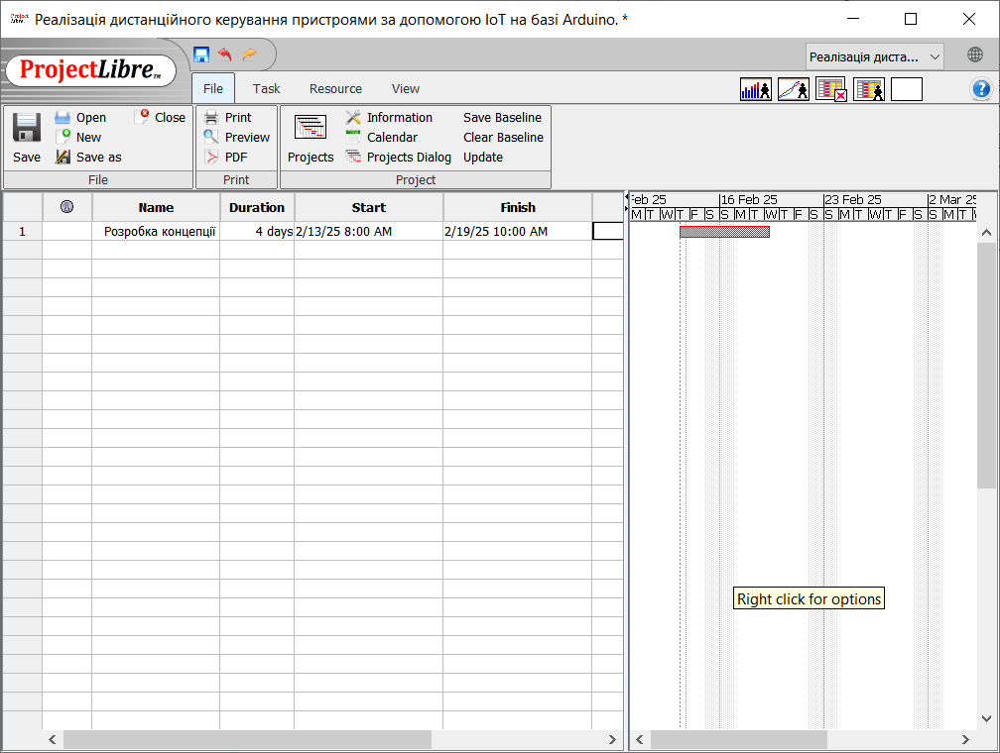 Project Libre. Реалізація дистанційного керування пристроями за допомогою IoT на базі Arduino. *
ProjectLibre™
Реалізація диста...
File Task Resource View
?
Save
Open
New
Save as
Close
File
Print
Preview
PDF
Print
Projects
Information
Calendar
Projects Dialog
Save Baseline
Clear Baseline
Update
Project
Name Duration Start Finish
1 Розробка концепції 4 days 2/13/25 8:00 AM 2/19/25 10:00 AM
Feb 25 16 Feb 25 23 Feb 25 2 Mar 25
M T W T F S S M T W T F S S M T W T F S S M T W
Right click for options